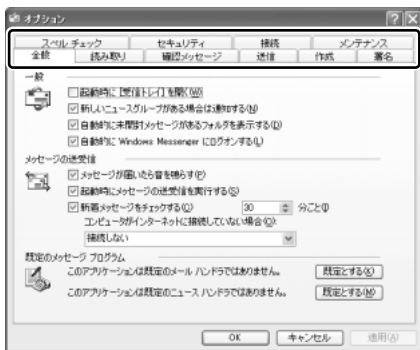 オプション
スペル チェック セキュリティ 接続 メンテナンス
全般 読み取り 確認メッセージ 送信 作成 署名
一般
起動時に [受信トレイ] を開く(W)
新しいニュースグループがある場合は通知する(N)
自動的に未開封メッセージがあるフォルダを表示する(D)
自動的に Windows Messenger にログオンする(L)
メッセージの送受信
メッセージが届いたら音を鳴らす(P)
起動時にメッセージの送受信を実行する(S)
新着メッセージをチェックする(C) 30 分ごと(I)
コンピュータがインターネットに接続していない場合(O):
接続しない
既定のメッセージ プログラム
このアプリケーションは既定のメール ハンドラではありません。 既定とする(K)
このアプリケーションは既定のニュース ハンドラではありません。 既定とする(M)
OK キャンセル 適用(A)